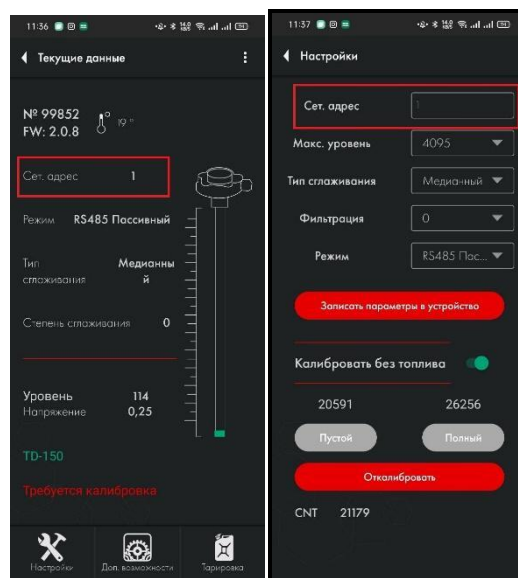 11:36
Текущие данные
№ 99852
FW: 2.0.8
19 °
Сет. адрес 1
Режим RS485 Пассивный
Тип сглаживания Медианны
й
Степень сглаживания 0
Уровень 114
Напряжение 0,25
TD-150
Требуется калибровка
Настройки Доп. возможности Тарировка
11:37
Настройки
Сет. адрес 1
Макс. уровень 4095
Тип сглаживания Медианный
Фильтрация 0
Режим RS485 Пас...
Записать параметры в устройство
Калибровать без топлива
20591 26256
Пустой Полный
Откалибровать
CNT 21179